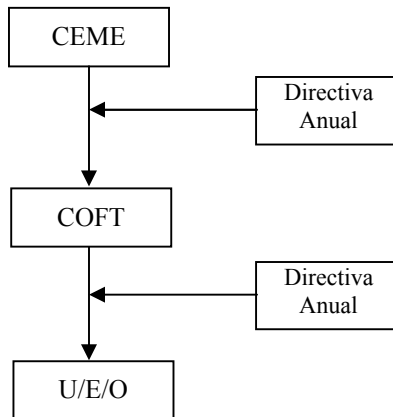 CEME
Directiva
Anual
COFT
Directiva
Anual
U/E/O